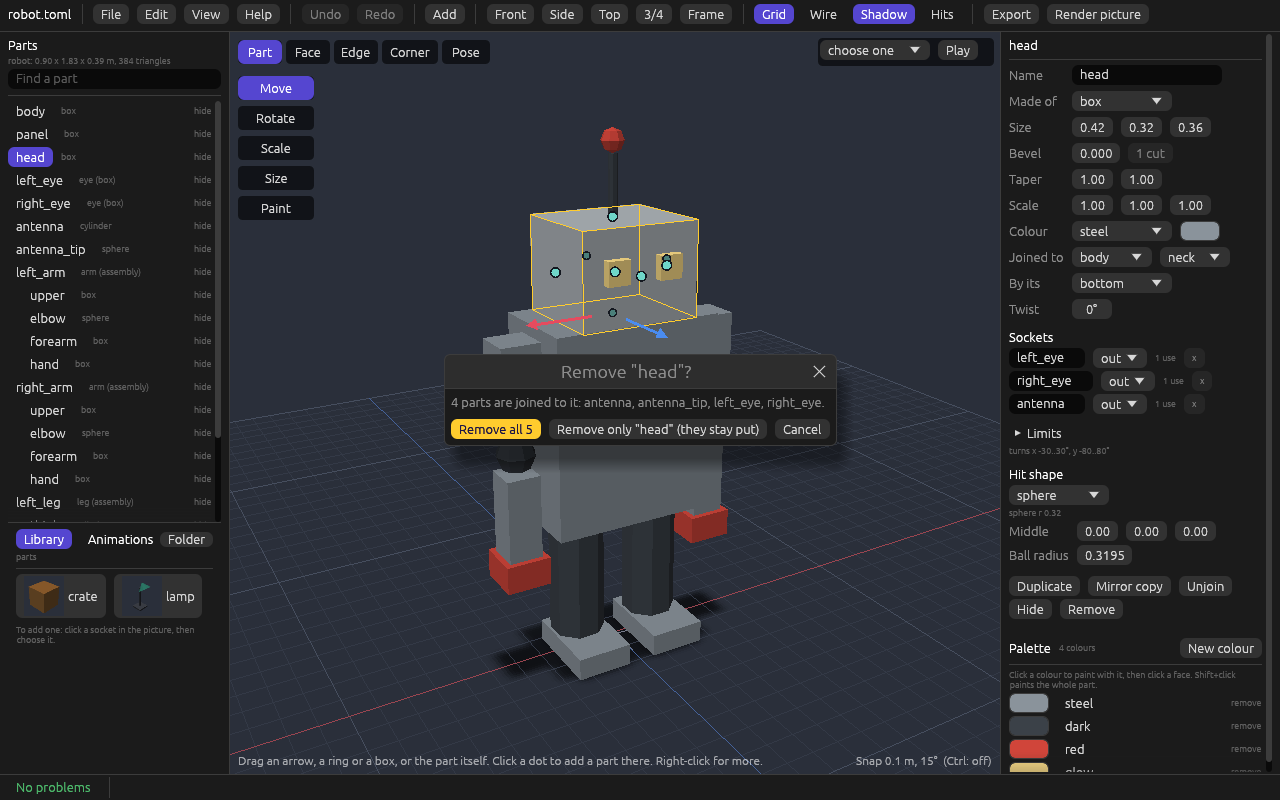 robot.toml File Edit View Help Undo Redo Add Front Side Top 3/4 Frame Grid Wire Shadow Hits Export Render picture
Parts
robot: 0.90 x 1.83 x 0.39 m, 384 triangles
Find a part
body box hide
panel box hide
head box hide
left_eye eye (box) hide
right_eye eye (box) hide
antenna cylinder hide
antenna_tip sphere hide
left_arm arm (assembly) hide
upper box hide
elbow sphere hide
forearm box hide
hand box hide
right_arm arm (assembly) hide
upper box hide
elbow sphere hide
forearm box hide
hand box hide
left_leg leg (assembly) hide
Library Animations Folder
parts
crate lamp
To add one: click a socket in the picture, then
choose it.
Part Face Edge Corner Pose
choose one Play
Move
Rotate
Scale
Size
Paint
Remove "head"?
4 parts are joined to it: antenna, antenna_tip, left_eye, right_eye.
Remove all 5 Remove only "head" (they stay put) Cancel
Drag an arrow, a ring or a box, or the part itself. Click a dot to add a part there. Right-click for more.
Snap 0.1 m, 15° (Ctrl: off)
head
Name head
Made of box
Size 0.42 0.32 0.36
Bevel 0.000 1 cut
Taper 1.00 1.00
Scale 1.00 1.00 1.00
Colour steel
Joined to body neck
By its bottom
Twist 0°
Sockets
left_eye out 1 use x
right_eye out 1 use x
antenna out 1 use x
Limits
turns x -30..30°, y -80..80°
Hit shape
sphere
sphere r 0.32
Middle 0.00 0.00 0.00
Ball radius 0.3195
Duplicate Mirror copy Unjoin
Hide Remove
Palette 4 colours New colour
Click a colour to paint with it, then click a face. Shift+click
paints the whole part.
steel remove
dark remove
red remove
No problems